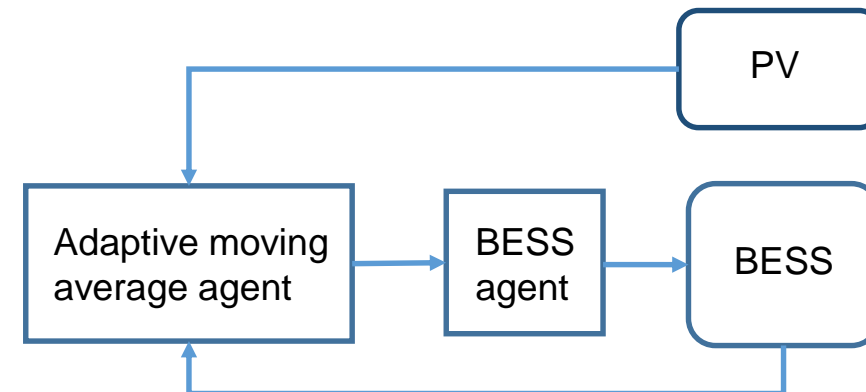 PV
Adaptive moving
average agent
BESS
agent
BESS